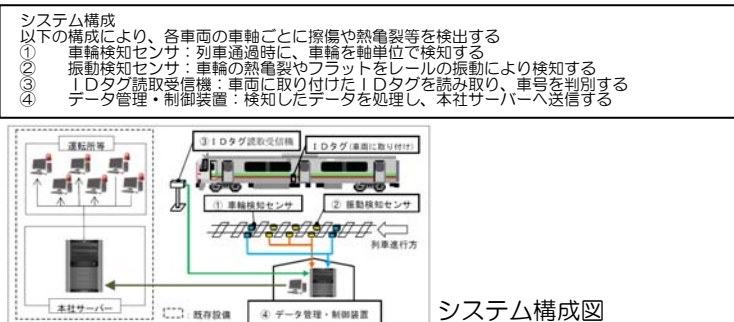 システム構成
以下の構成により、各車両の車軸ごとに擦傷や熱亀裂等を検出する
① 車輪検知センサ：列車通過時に、車輪を軸単位で検知する
② 振動検知センサ：車輪の熱亀裂やフラットをレールの振動により検知する
③ ＩＤタグ読取受信機：車両に取り付けたＩＤタグを読み取り、車号を判別する
④ データ管理・制御装置：検知したデータを処理し、本社サーバーへ送信する
運転所等
③ＩＤタグ読取受信機
ＩＤタグ(車両に取り付け)
① 車輪検知センサ
② 振動検知センサ
列車進行方
本社サーバー
：既存設備
④ データ管理・制御装置
システム構成図